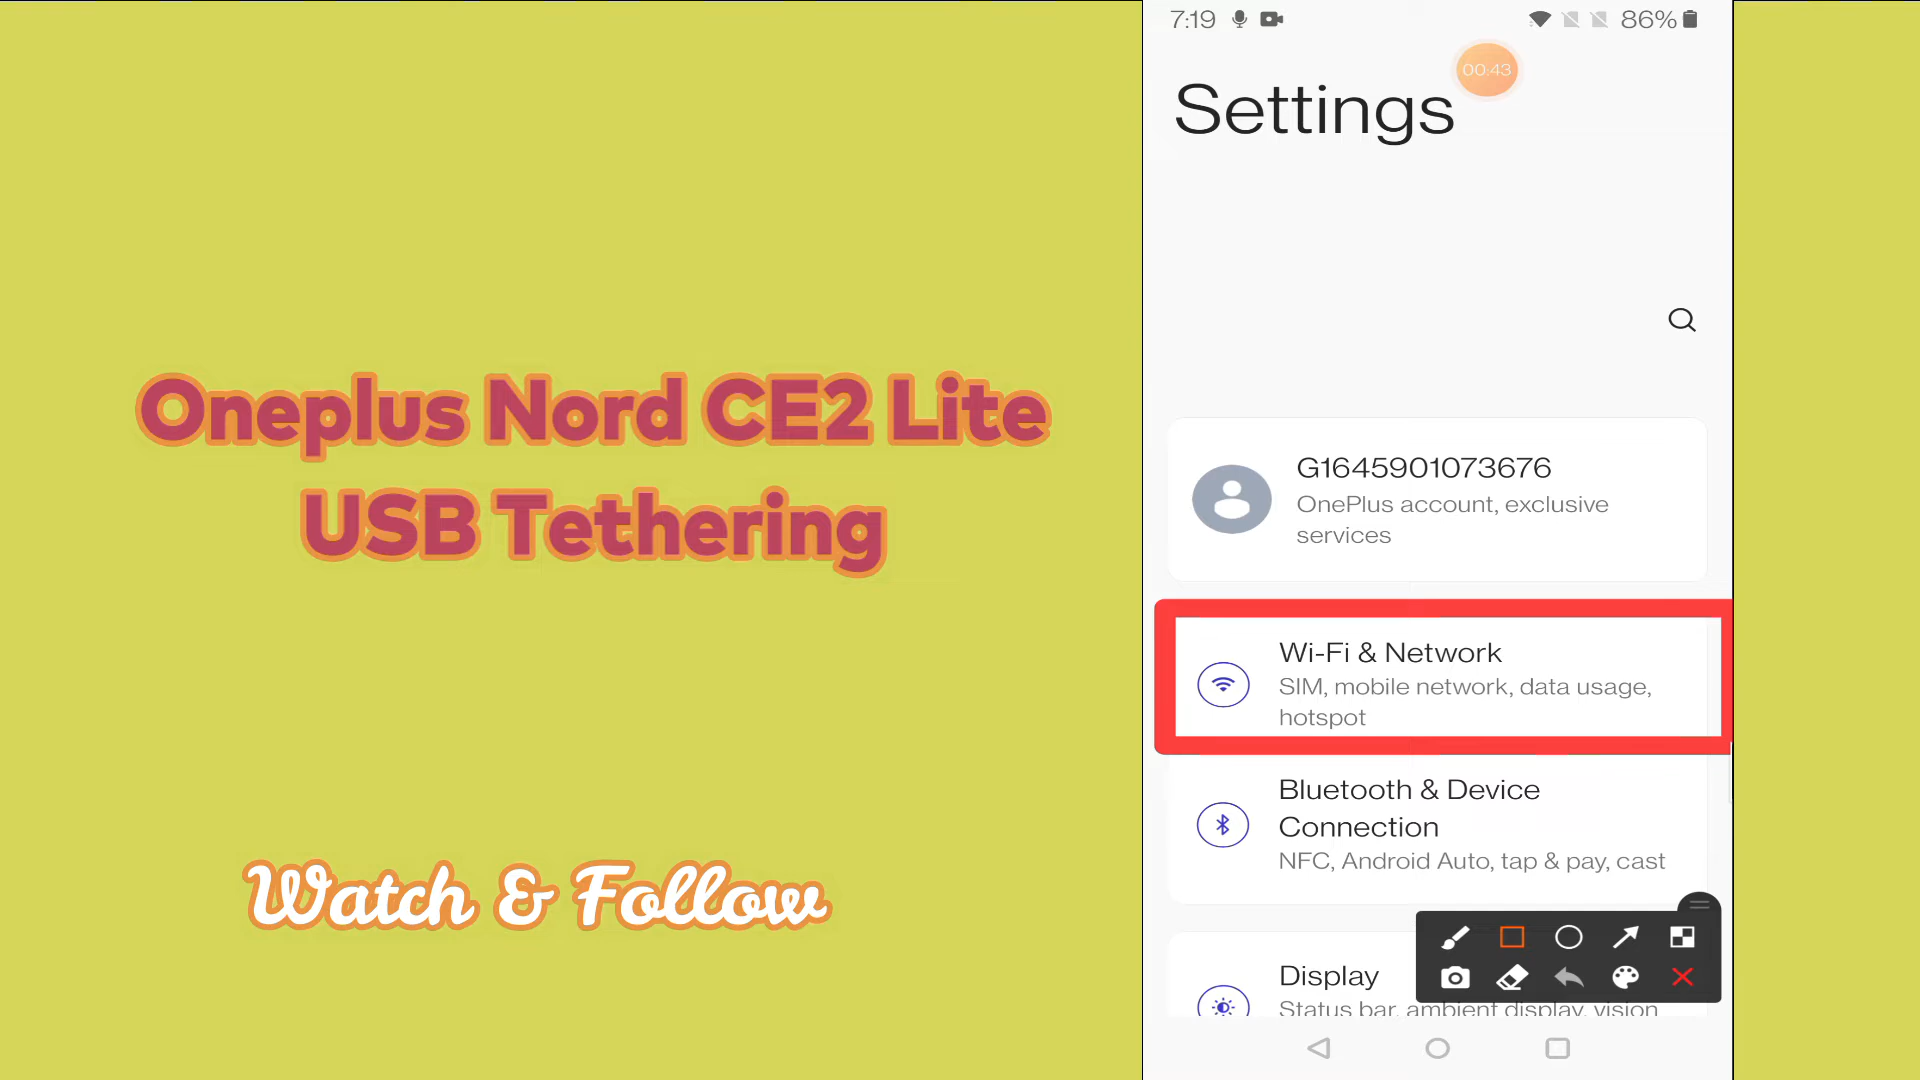 7:19
86%
00:43
Settings
G1645901073676
OnePlus account, exclusive
services
Wi-Fi & Network
SIM, mobile network, data usage,
hotspot
Bluetooth & Device
Connection
NFC, Android Auto, tap & pay, cast
Display
Status bar, ambient display, vision
Oneplus Nord CE2 Lite
USB Tethering
Watch & Follow